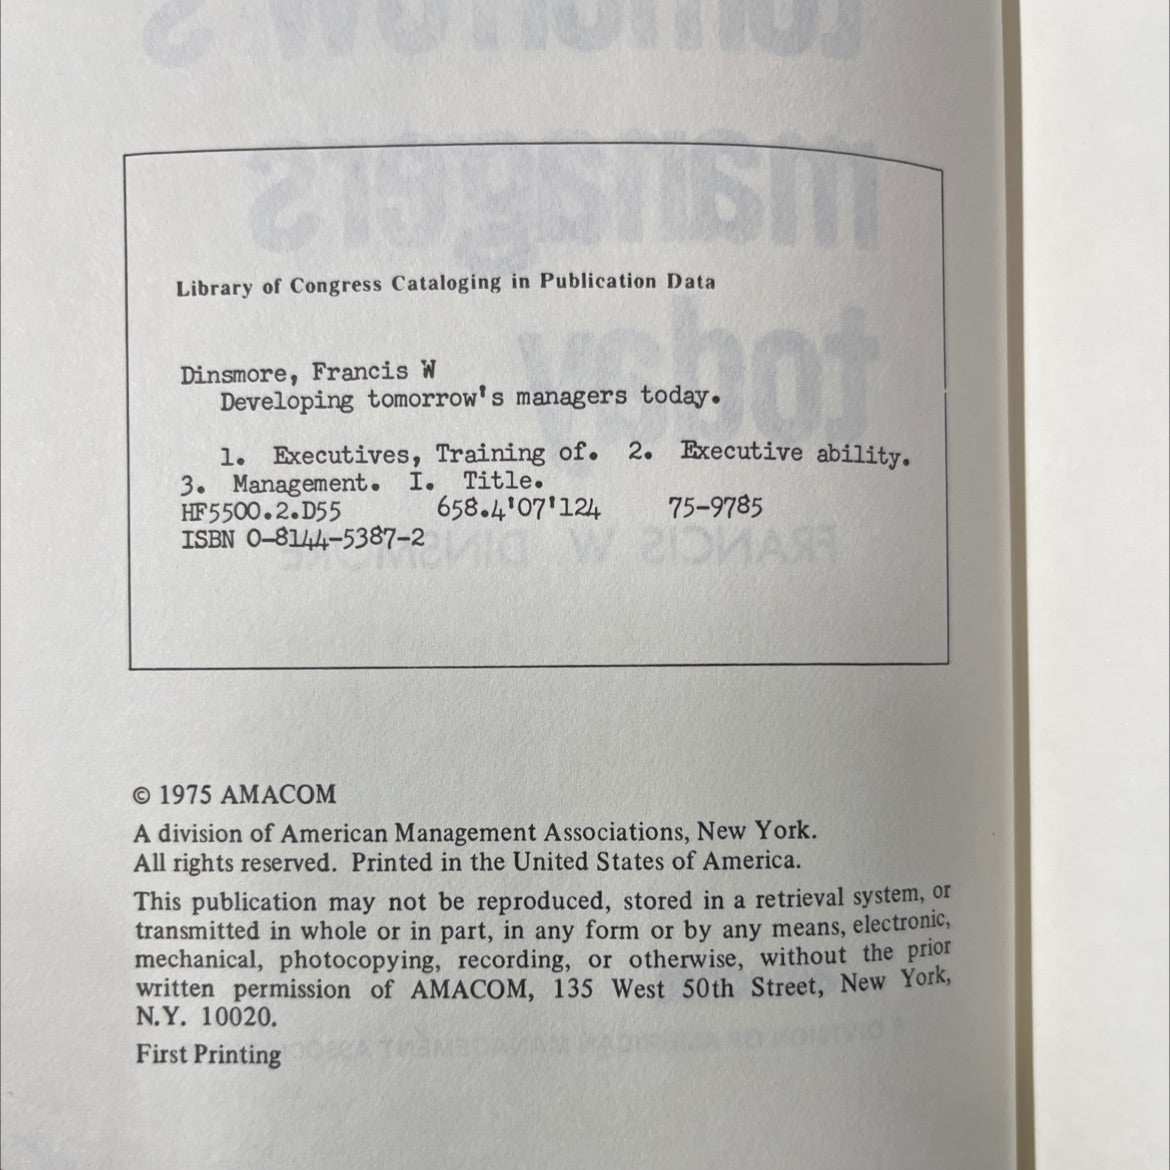 Library of Congress Cataloging in Publication Data
Dinsmore, Francis W
Developing tomorrow's managers today.
1. Executives, Training of. 2. Executive ability.
3. Management. I. Title.
HF5500.2.D55 658.4'07'124 75-9785
ISBN 0-8144-5387-2
© 1975 AMACOM
A division of American Management Associations, New York.
All rights reserved. Printed in the United States of America.
This publication may not be reproduced, stored in a retrieval system, or
transmitted in whole or in part, in any form or by any means, electronic,
mechanical, photocopying, recording, or otherwise, without the prior
written permission of AMACOM, 135 West 50th Street, New York,
N.Y. 10020.
First Printing